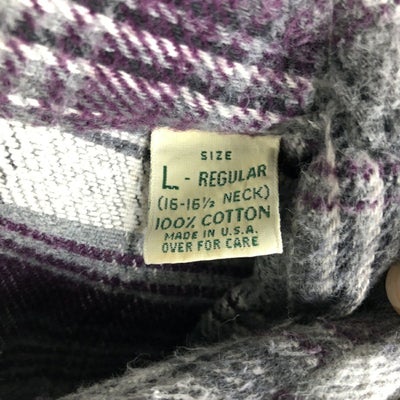 SIZE
L - REGULAR
(16-16½ NECK)
100% COTTON
MADE IN U.S.A.
OVER FOR CARE